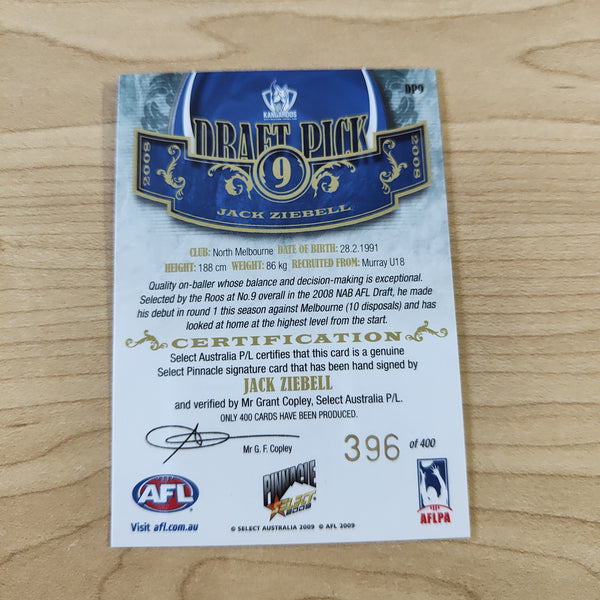 KANGAROOS
DP9
DRAFT PICK
2008 9 2008
JACK ZIEBELL
CLUB: North Melbourne DATE OF BIRTH: 28.2.1991
HEIGHT: 188 cm WEIGHT: 86 kg RECRUITED FROM: Murray U18
Quality on-baller whose balance and decision-making is exceptional.
Selected by the Roos at No.9 overall in the 2008 NAB AFL Draft, he made
his debut in round 1 this season against Melbourne (10 disposals) and has
looked at home at the highest level from the start.
CERTIFICATION
Select Australia P/L certifies that this card is a genuine
Select Pinnacle signature card that has been hand signed by
JACK ZIEBELL
and verified by Mr Grant Copley, Select Australia P/L.
ONLY 400 CARDS HAVE BEEN PRODUCED.
Mr G. F. Copley
396 of 400
AFL
PINNACLE
SELECT
2009
AFLPA
Visit afl.com.au
© SELECT AUSTRALIA 2009 © AFL 2009